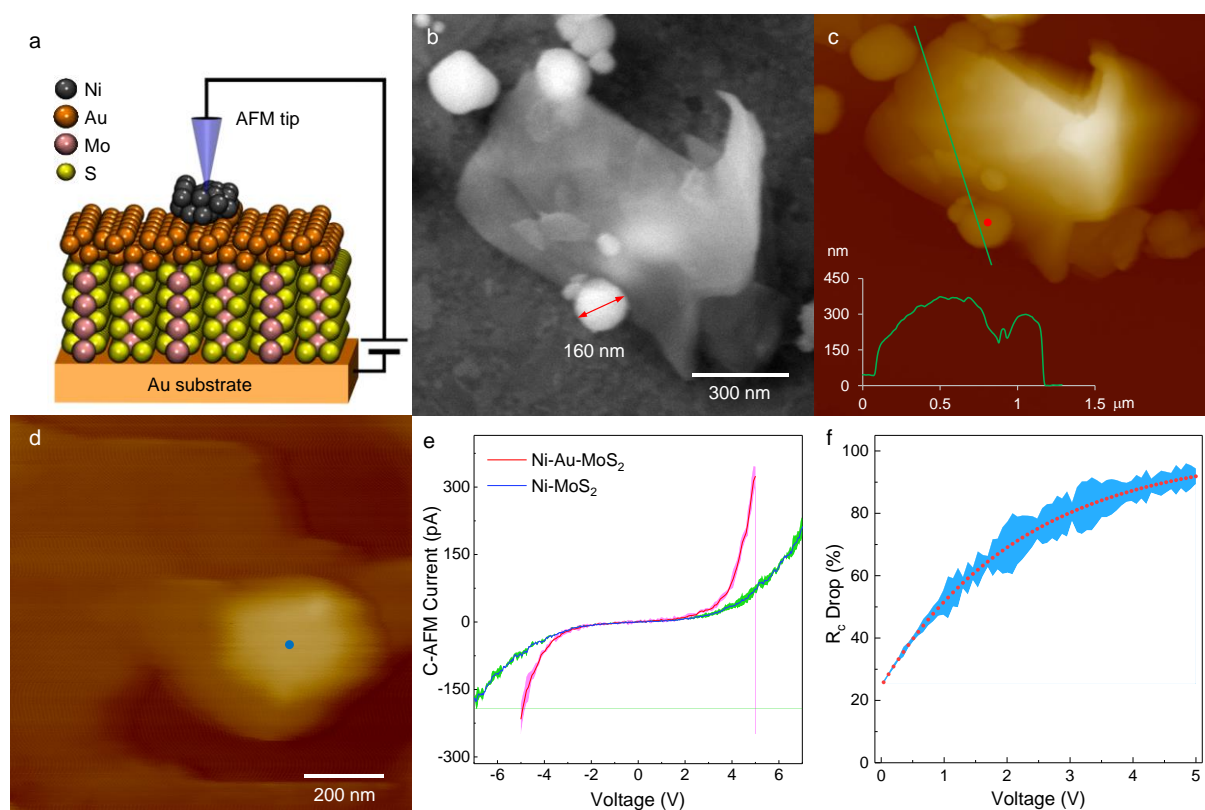 a
Ni
Au
Mo
S
AFM tip
Au substrate
b
160 nm
300 nm
c
nm
450
300
150
0
0
0.5
1
1.5
μm
d
200 nm
e
Ni-Au-MoS₂
Ni-MoS₂
C-AFM Current (pA)
300
150
0
-150
-300
-6
-4
-2
0
2
4
6
Voltage (V)
f
R_c Drop (%)
100
80
60
40
20
0
0
1
2
3
4
5
Voltage (V)